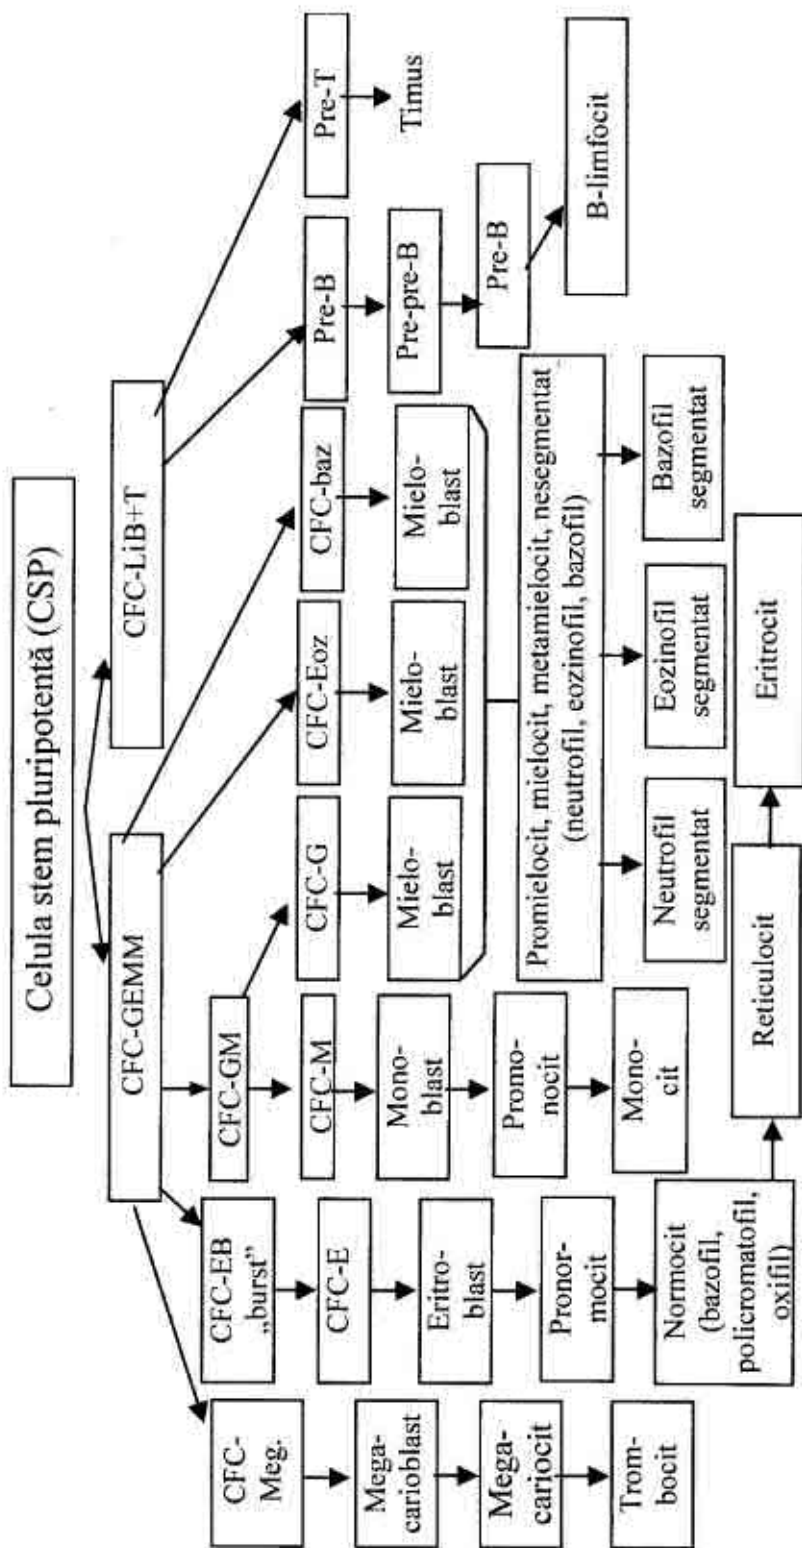 Celula stem pluripotentă (CSP)
CFC-GEMM
CFC-LiB+T
CFC-
Meg.
CFC-EB
„burst”
CFC-GM
CFC-E
CFC-M
CFC-G
CFC-Eoz
CFC-baz
Pre-B
Pre-T
Mega-
carioblast
Eritro-
blast
Mono-
blast
Mielo-
blast
Mielo-
blast
Mielo-
blast
Pre-pre-B
Timus
Mega-
cariocit
Pronor-
mocit
Promo-
nocit
Promielocit, mielocit, metamielocit, nesegmentat
(neutrofil, eozinofil, bazofil)
Pre-B
Trom-
bocit
Normocit
(bazofil,
policromatofil,
oxifil)
Mono-
cit
Neutrofil
segmentat
Eozinofil
segmentat
Bazofil
segmentat
B-limfocit
Reticulocit
Eritrocit